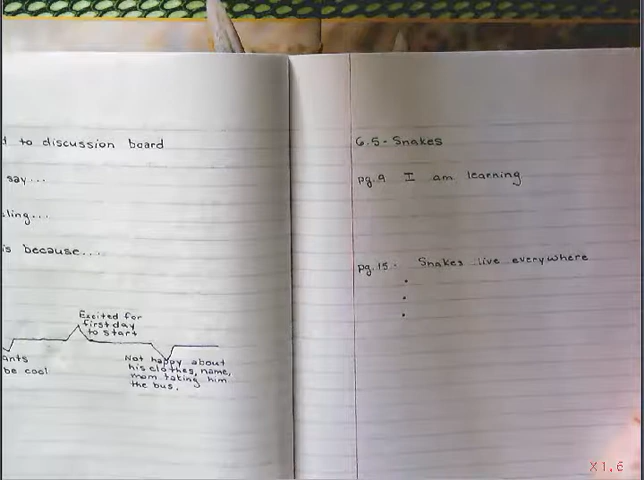 to discussion board
say...
ling...
is because...
Excited for
first day
to start
ants
be cool
Not happy about
his clothes, name,
mom taking him
the bus.
6.5 - Snakes
pg. 9 I am learning
pg. 15 - Snakes live everywhere
X1.6